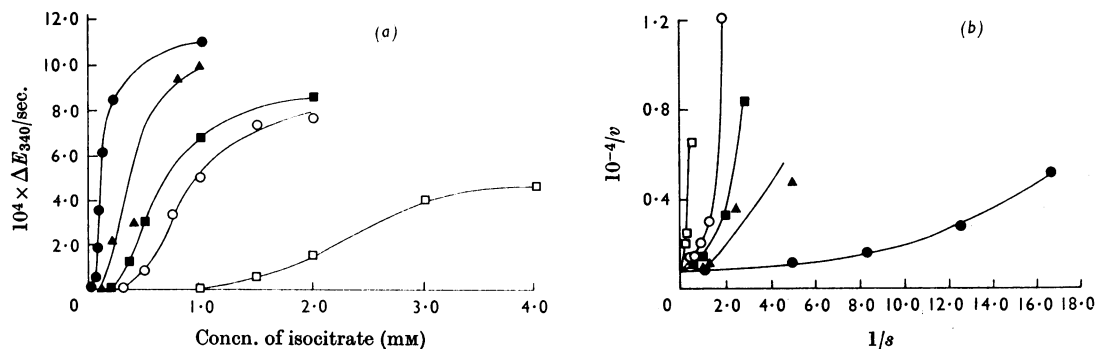 (a)
10⁴ × ΔE₃₄₀/sec.
12·0
10·0
8·0
6·0
4·0
2·0
0 1·0 2·0 3·0 4·0
Concn. of isocitrate (mM)
(b)
10⁻⁴/v
1·2
0·8
0·4
0 2·0 4·0 6·0 8·0 10·0 12·0 14·0 16·0 18·0
1/s